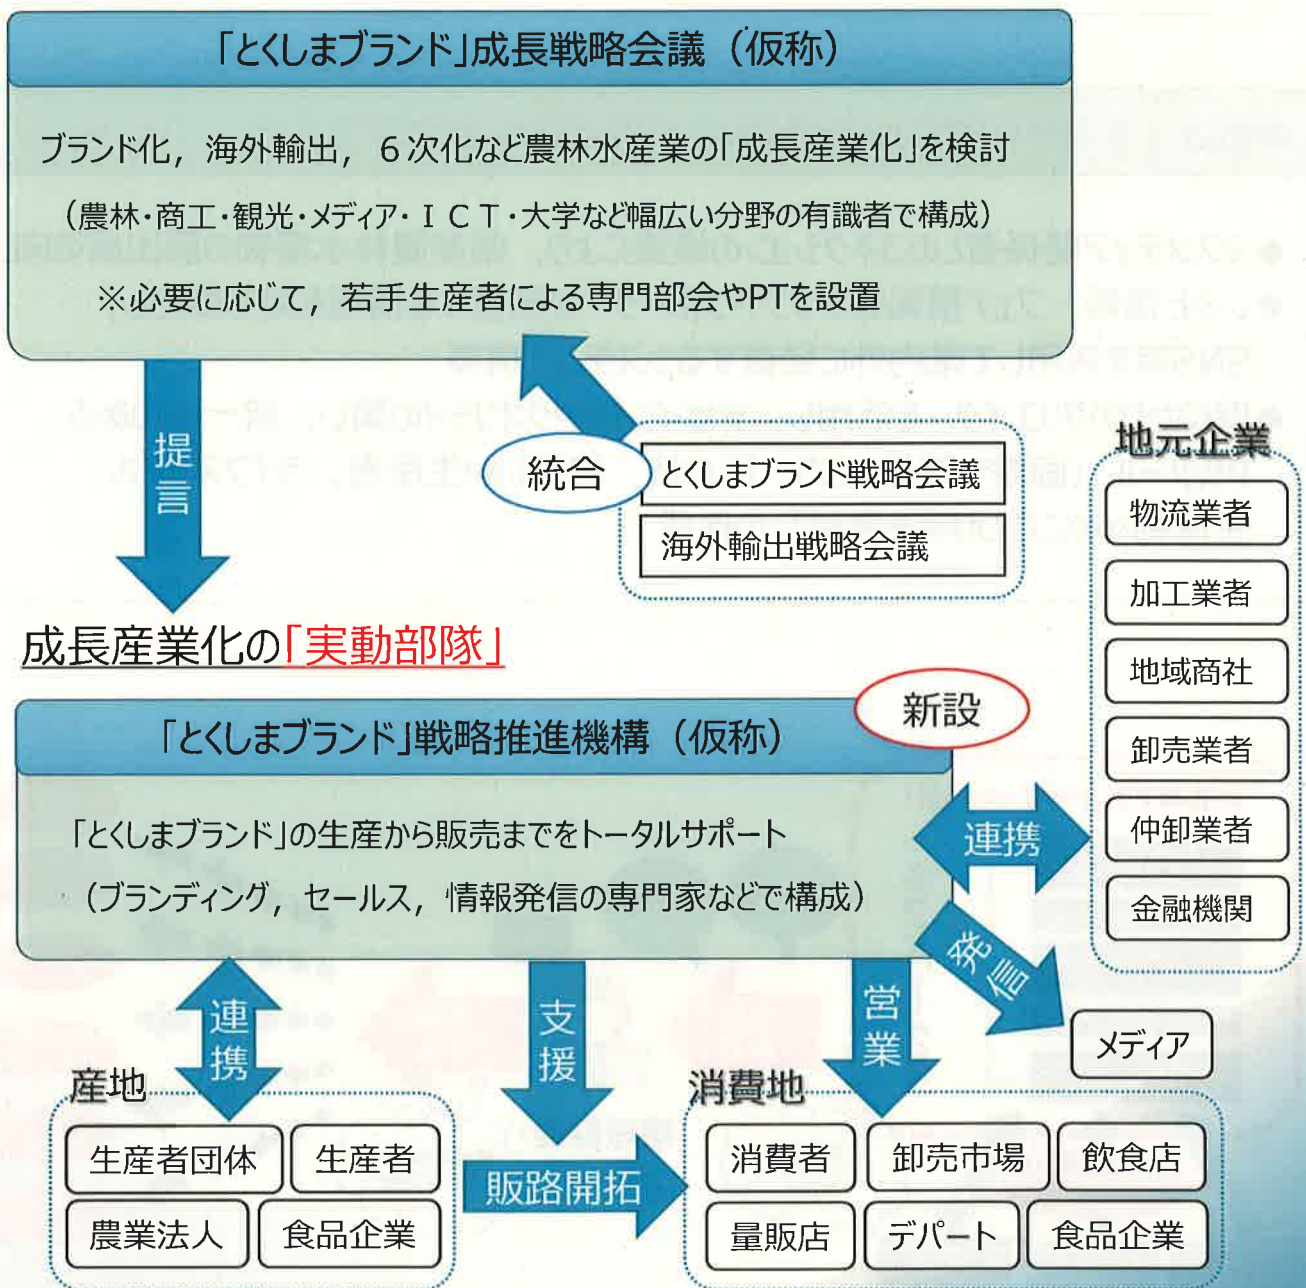 「とくしまブランド」成長戦略会議（仮称）
ブランド化，海外輸出，６次化など農林水産業の「成長産業化」を検討
（農林・商工・観光・メディア・ＩＣＴ・大学など幅広い分野の有識者で構成）
※必要に応じて，若手生産者による専門部会やPTを設置
提言
統合
とくしまブランド戦略会議
海外輸出戦略会議
地元企業
物流業者
加工業者
地域商社
卸売業者
仲卸業者
金融機関
成長産業化の「実動部隊」
新設
「とくしまブランド」戦略推進機構（仮称）
「とくしまブランド」の生産から販売までをトータルサポート
（ブランディング，セールス，情報発信の専門家などで構成）
連携
発信
メディア
連携
支援
営業
産地
生産者団体
生産者
農業法人
食品企業
販路開拓
消費地
消費者
卸売市場
飲食店
量販店
デパート
食品企業